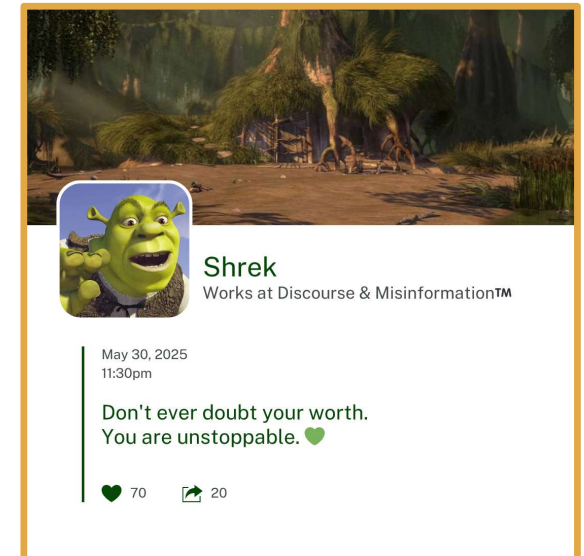 Shrek
Works at Discourse & Misinformation™
May 30, 2025
11:30pm
Don't ever doubt your worth.
You are unstoppable. 💚
70 20